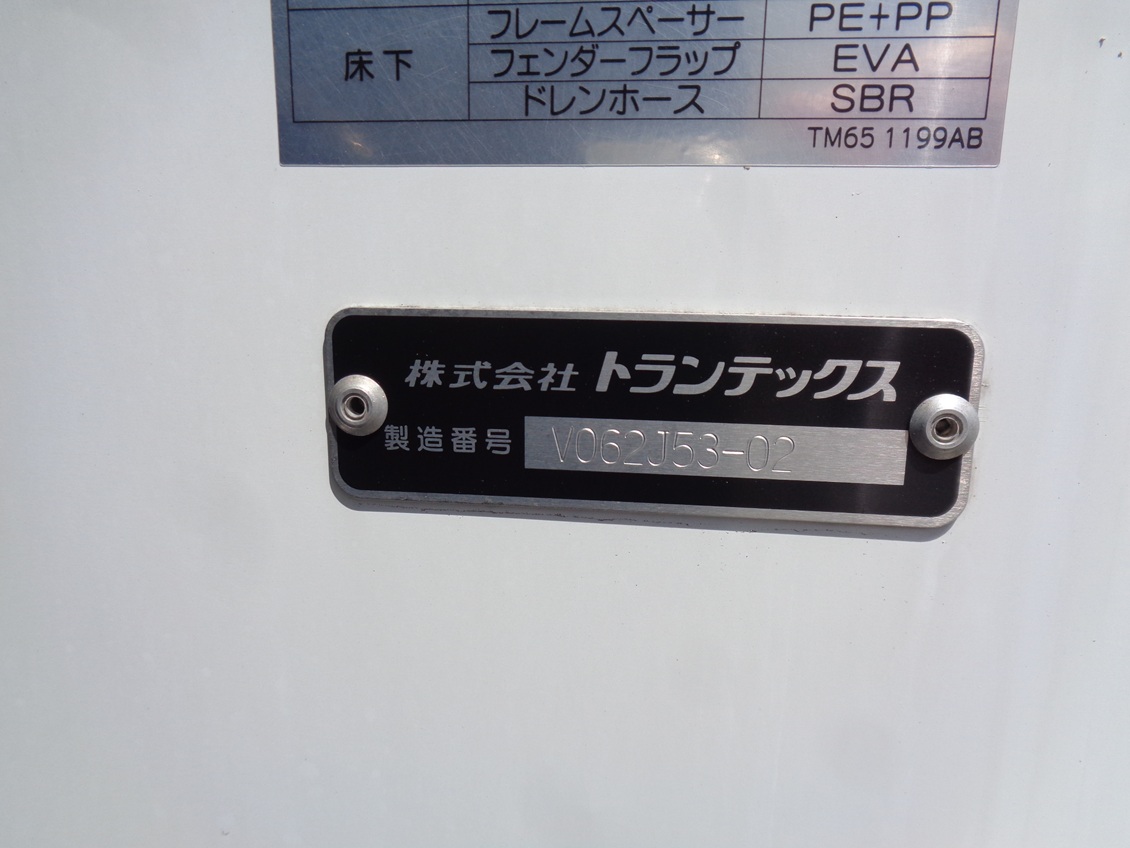 フレームスペーサー PE+PP
床下 フェンダーフラップ EVA
ドレンホース SBR
TM65 1199AB
株式会社トランテックス
製造番号 V062J53-02